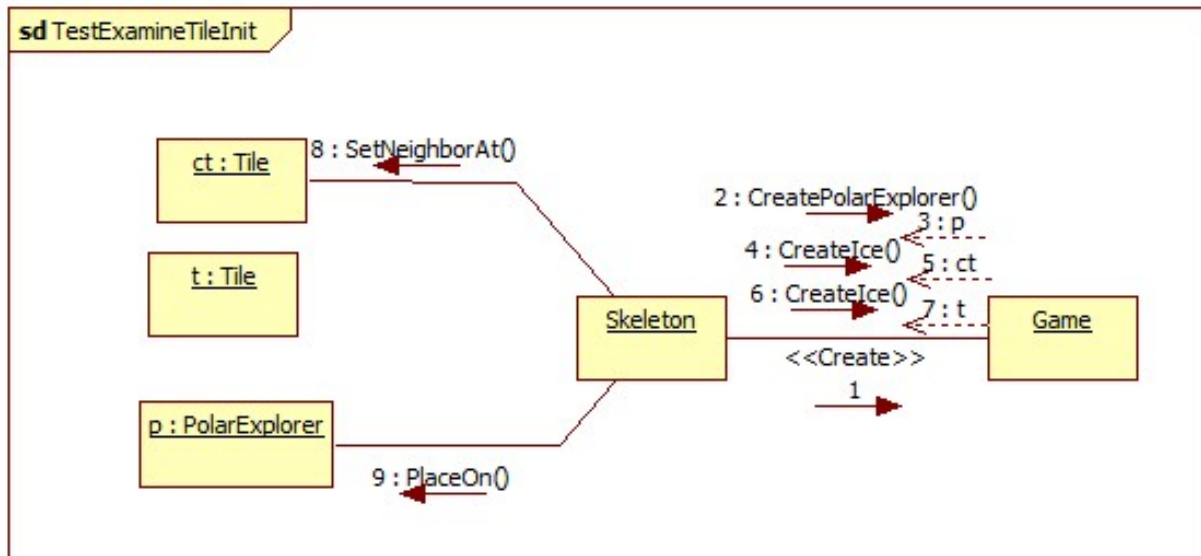 sd TestExamineTileInit
ct : Tile
8 : SetNeighborAt()
2 : CreatePolarExplorer()
3 : p
4 : CreateIce()
5 : ct
t : Tile
6 : CreateIce()
7 : t
Skeleton
Game
<<Create>>
1
p : PolarExplorer
9 : PlaceOn()